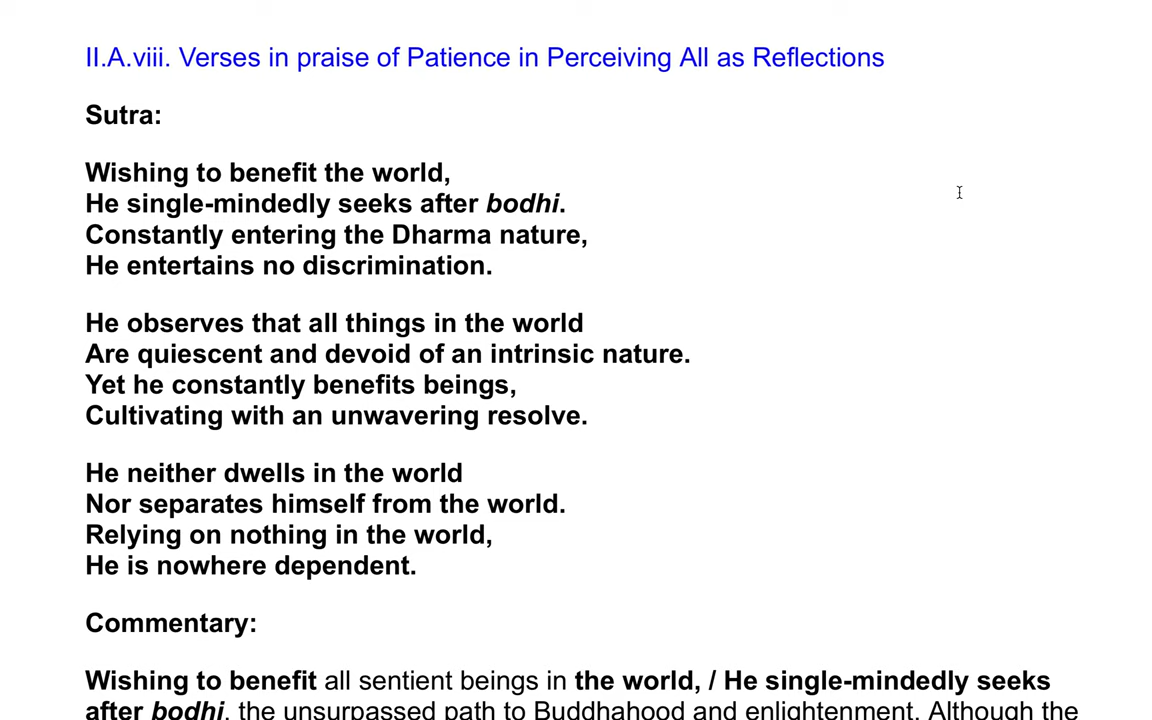 II.A.viii. Verses in praise of Patience in Perceiving All as Reflections
Sutra:
Wishing to benefit the world,
He single-mindedly seeks after bodhi.
Constantly entering the Dharma nature,
He entertains no discrimination.
He observes that all things in the world
Are quiescent and devoid of an intrinsic nature.
Yet he constantly benefits beings,
Cultivating with an unwavering resolve.
He neither dwells in the world
Nor separates himself from the world.
Relying on nothing in the world,
He is nowhere dependent.
Commentary:
Wishing to benefit all sentient beings in the world, / He single-mindedly seeks
after bodhi, the unsurpassed path to Buddhahood and enlightenment. Although the